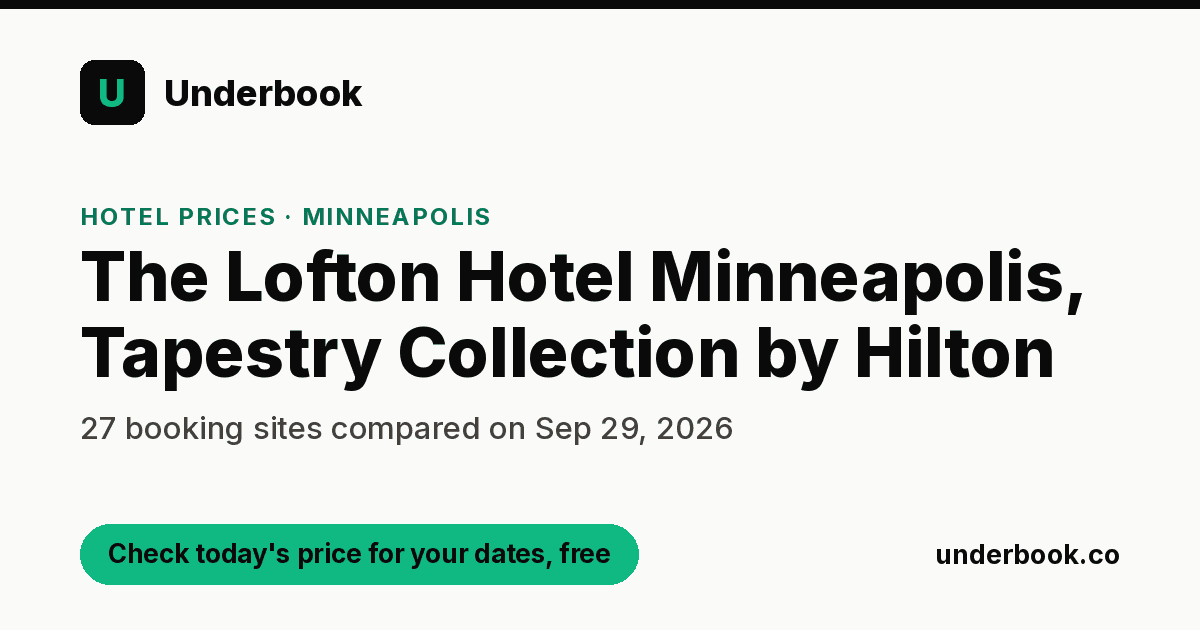 U Underbook
HOTEL PRICES · MINNEAPOLIS
The Lofton Hotel Minneapolis,
Tapestry Collection by Hilton
27 booking sites compared on Sep 29, 2026
Check today's price for your dates, free
underbook.co